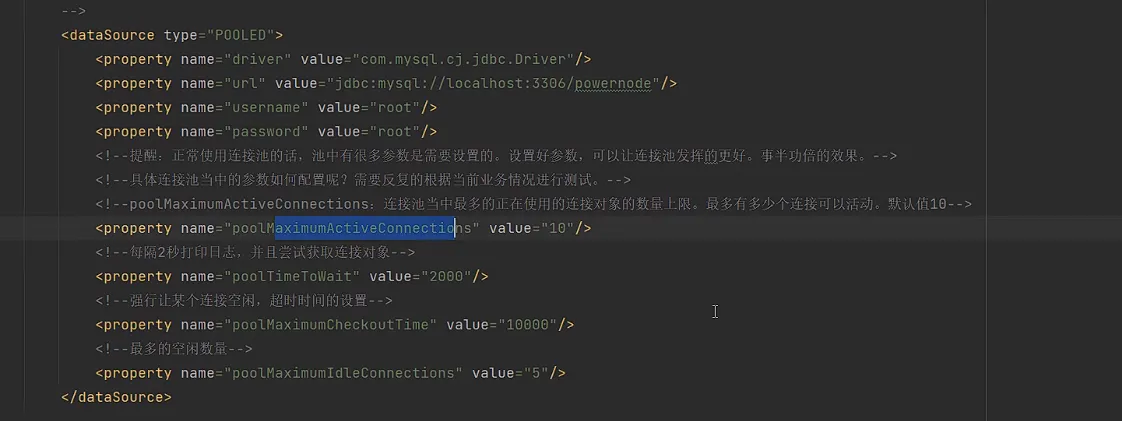 -->
<dataSource type="POOLED">
<property name="driver" value="com.mysql.cj.jdbc.Driver"/>
<property name="url" value="jdbc:mysql://localhost:3306/powernode"/>
<property name="username" value="root"/>
<property name="password" value="root"/>
<!--提醒：正常使用连接池的话，池中有很多参数是需要设置的。设置好参数，可以让连接池发挥的更好。事半功倍的效果。-->
<!--具体连接池当中的参数如何配置呢？需要反复的根据当前业务情况进行测试。-->
<!--poolMaximumActiveConnections：连接池当中最多的正在使用的连接对象的数量上限。最多有多少个连接可以活动。默认值10-->
<property name="poolMaximumActiveConnections" value="10"/>
<!--每隔2秒打印日志，并且尝试获取连接对象-->
<property name="poolTimeToWait" value="2000"/>
<!--强行让某个连接空闲，超时时间的设置-->
<property name="poolMaximumCheckoutTime" value="10000"/>
<!--最多的空闲数量-->
<property name="poolMaximumIdleConnections" value="5"/>
</dataSource>